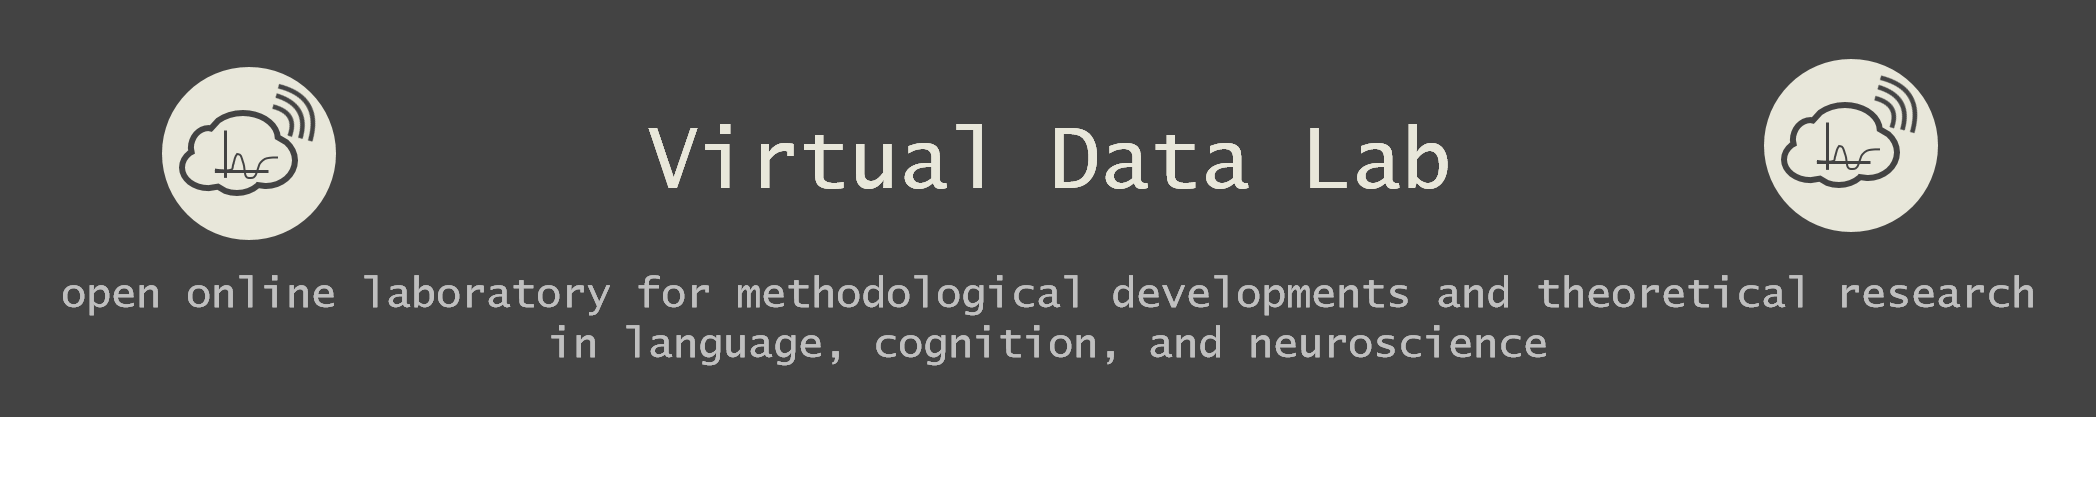 Virtual Data Lab
open online laboratory for methodological developments and theoretical research
in language, cognition, and neuroscience